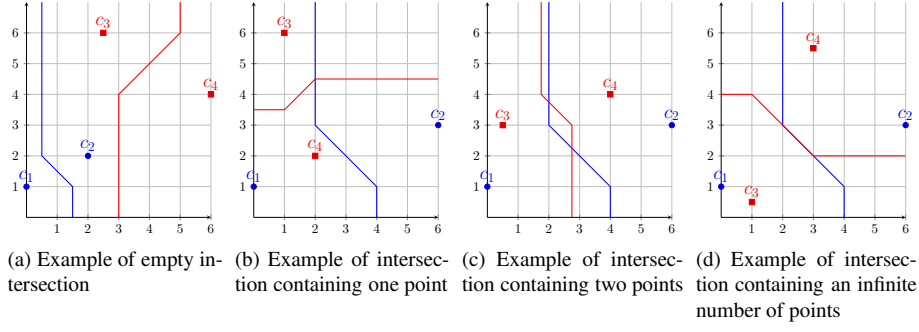 c3
c4
c2
c1
6
5
4
3
2
1
1 2 3 4 5 6
(a) Example of empty in-
tersection
c3
c2
c4
c1
6
5
4
3
2
1
1 2 3 4 5 6
(b) Example of intersec-
tion containing one point
c4
c3
c2
c1
6
5
4
3
2
1
1 2 3 4 5 6
(c) Example of intersec-
tion containing two points
c4
c2
c1
c3
6
5
4
3
2
1
1 2 3 4 5 6
(d) Example of intersec-
tion containing an infinite
number of points